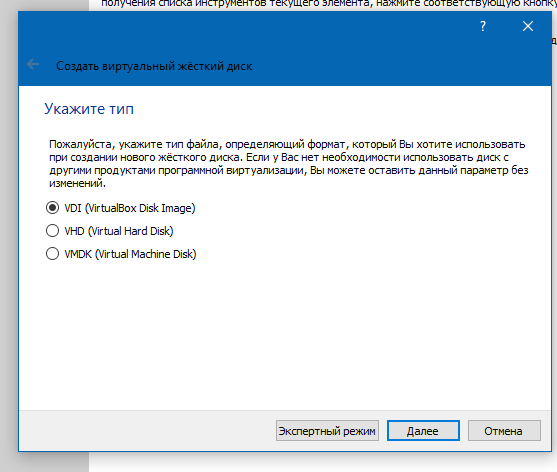 получения списка инструментов текущего элемента, нажмите соответствующую кнопку
?
Создать виртуальный жёсткий диск
Укажите тип
Пожалуйста, укажите тип файла, определяющий формат, который Вы хотите использовать
при создании нового жёсткого диска. Если у Вас нет необходимости использовать диск с
другими продуктами программной виртуализации, Вы можете оставить данный параметр без
изменений.
VDI (VirtualBox Disk Image)
VHD (Virtual Hard Disk)
VMDK (Virtual Machine Disk)
Экспертный режим Далее Отмена